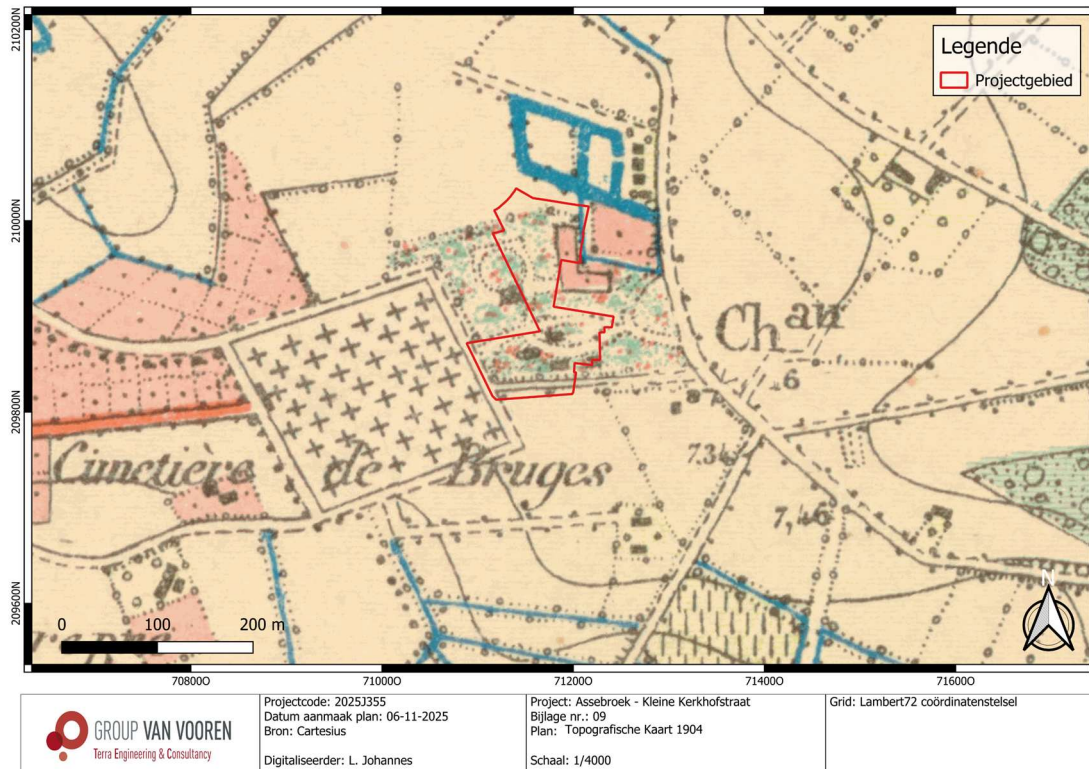 210200N
210000N
209800N
209600N
Legende
Projectgebied
Ch an
6
7.34
7,46
Cimetière de Bruges
N
0 100 200 m
708000 710000 712000 714000 716000
GROUP VAN VOOREN
Terra Engineering & Consultancy
Projectcode: 2025J355
Datum aanmaak plan: 06-11-2025
Bron: Cartesius
Digitaliseerder: L. Johannes
Project: Assebroek - Kleine Kerkhofstraat
Bijlage nr.: 09
Plan: Topografische Kaart 1904
Schaal: 1/4000
Grid: Lambert72 coördinatenstelsel